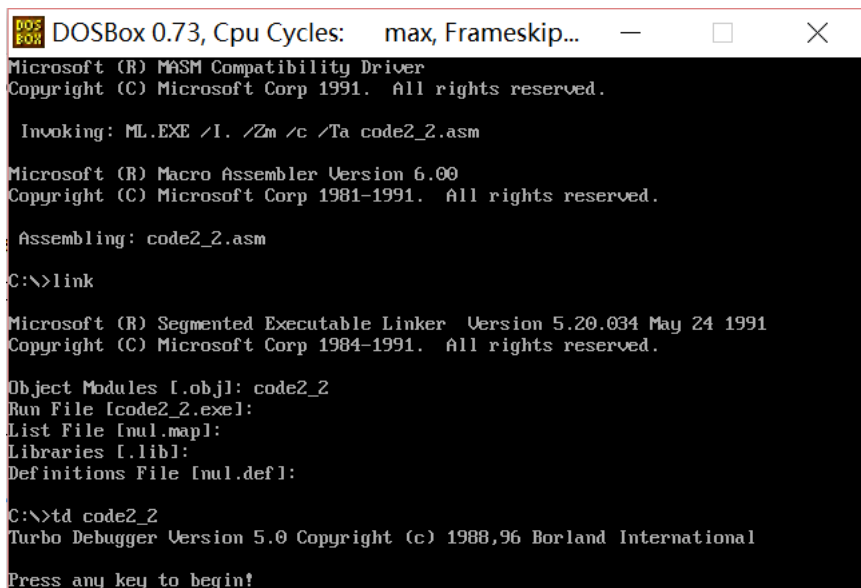 DOS BOX DOSBox 0.73, Cpu Cycles: max, Frameskip...
Microsoft (R) MASM Compatibility Driver
Copyright (C) Microsoft Corp 1991. All rights reserved.
Invoking: ML.EXE /I. /Zm /c /Ta code2_2.asm
Microsoft (R) Macro Assembler Version 6.00
Copyright (C) Microsoft Corp 1981-1991. All rights reserved.
Assembling: code2_2.asm
C:\>link
Microsoft (R) Segmented Executable Linker Version 5.20.034 May 24 1991
Copyright (C) Microsoft Corp 1984-1991. All rights reserved.
Object Modules [.obj]: code2_2
Run File [code2_2.exe]:
List File [nul.map]:
Libraries [.lib]:
Definitions File [nul.def]:
C:\>td code2_2
Turbo Debugger Version 5.0 Copyright (c) 1988,96 Borland International
Press any key to begin!